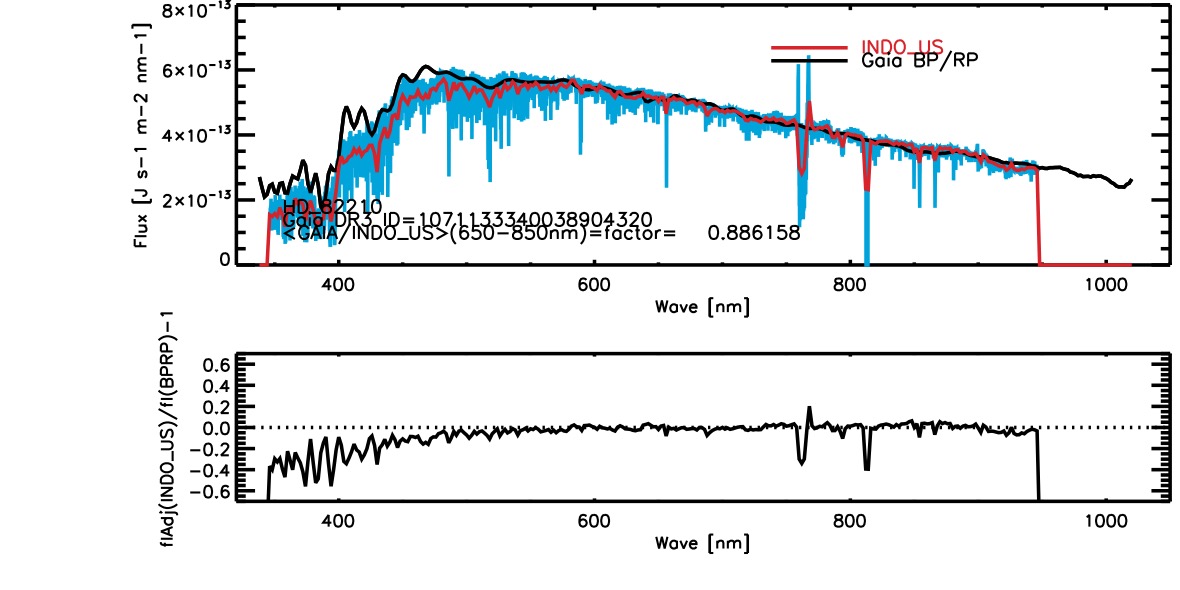 8×10⁻¹³
6×10⁻¹³
4×10⁻¹³
2×10⁻¹³
0
Flux [J s-1 m-2 nm-1]
INDO_US
Gaia BP/RP
HD_82210
Gaia DR3 ID=1071133340038904320
<GAIA/INDO_US>(650-850nm)=factor= 0.886158
400 600 800 1000
Wave [nm]
flAdj(INDO_US)/fl(BPRP)-1
0.6
0.4
0.2
0.0
-0.2
-0.4
-0.6
400 600 800 1000
Wave [nm]